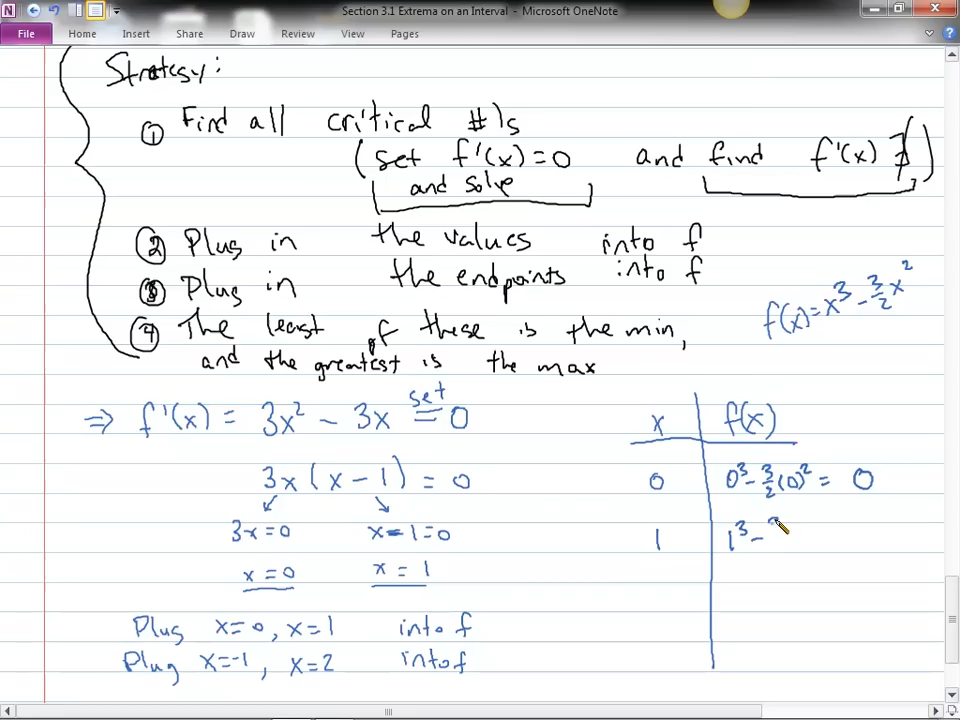 Section 3.1 Extrema on an Interval - Microsoft OneNote
File Home Insert Share Draw Review View Pages
Strategy:
① Find all critical #'s
(set f'(x)=0 and find f'(x) ∄)
and solve
② Plug in the values into f
③ Plug in the endpoints into f
④ The least of these is the min,
and the greatest is the max
f(x)=x³-3/2x²
⇒ f'(x) = 3x² - 3x set= 0
3x(x-1) = 0
3x=0 x-1=0
x=0 x=1
Plug x=0, x=1 into f
Plug x=-1, x=2 into f
x f(x)
0 0³-3/2(0)²= 0
1 1³-